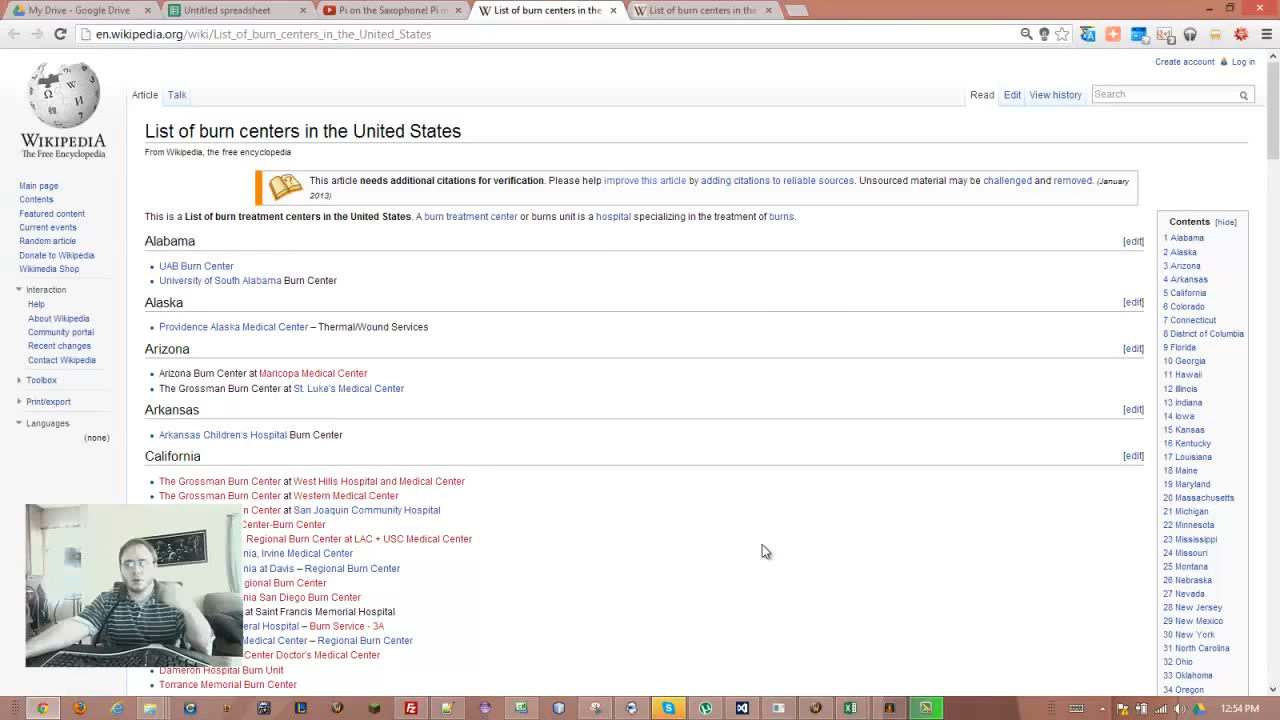 My Drive - Google Drive
Untitled spreadsheet
Pi on the Saxophone! Pi in
List of burn centers in the
List of burn centers in the
en.wikipedia.org/wiki/List_of_burn_centers_in_the_United_States
Create account Log in
Article Talk
Read Edit View history Search
WIKIPEDIA
The Free Encyclopedia
List of burn centers in the United States
From Wikipedia, the free encyclopedia
This article needs additional citations for verification. Please help improve this article by adding citations to reliable sources. Unsourced material may be challenged and removed. (January
2013)
This is a List of burn treatment centers in the United States. A burn treatment center or burns unit is a hospital specializing in the treatment of burns.
Main page
Contents
Featured content
Current events
Random article
Donate to Wikipedia
Wikimedia Shop
Interaction
Help
About Wikipedia
Community portal
Recent changes
Contact Wikipedia
Toolbox
Print/export
Languages
(none)
Alabama [edit]
UAB Burn Center
University of South Alabama Burn Center
Alaska [edit]
Providence Alaska Medical Center – Thermal/Wound Services
Arizona [edit]
Arizona Burn Center at Maricopa Medical Center
The Grossman Burn Center at St. Luke's Medical Center
Arkansas [edit]
Arkansas Children's Hospital Burn Center
California [edit]
The Grossman Burn Center at West Hills Hospital and Medical Center
The Grossman Burn Center at Western Medical Center
n Center at San Joaquin Community Hospital
Center-Burn Center
Regional Burn Center at LAC + USC Medical Center
nia, Irvine Medical Center
nia at Davis – Regional Burn Center
gional Burn Center
nia San Diego Burn Center
at Saint Francis Memorial Hospital
eral Hospital – Burn Service - 3A
Medical Center – Regional Burn Center
Center Doctor's Medical Center
Dameron Hospital Burn Unit
Torrance Memorial Burn Center
Contents [hide]
1 Alabama
2 Alaska
3 Arizona
4 Arkansas
5 California
6 Colorado
7 Connecticut
8 District of Columbia
9 Florida
10 Georgia
11 Hawaii
12 Illinois
13 Indiana
14 Iowa
15 Kansas
16 Kentucky
17 Louisiana
18 Maine
19 Maryland
20 Massachusetts
21 Michigan
22 Minnesota
23 Mississippi
24 Missouri
25 Montana
26 Nebraska
27 Nevada
28 New Jersey
29 New Mexico
30 New York
31 North Carolina
32 Ohio
33 Oklahoma
34 Oregon
12:54 PM